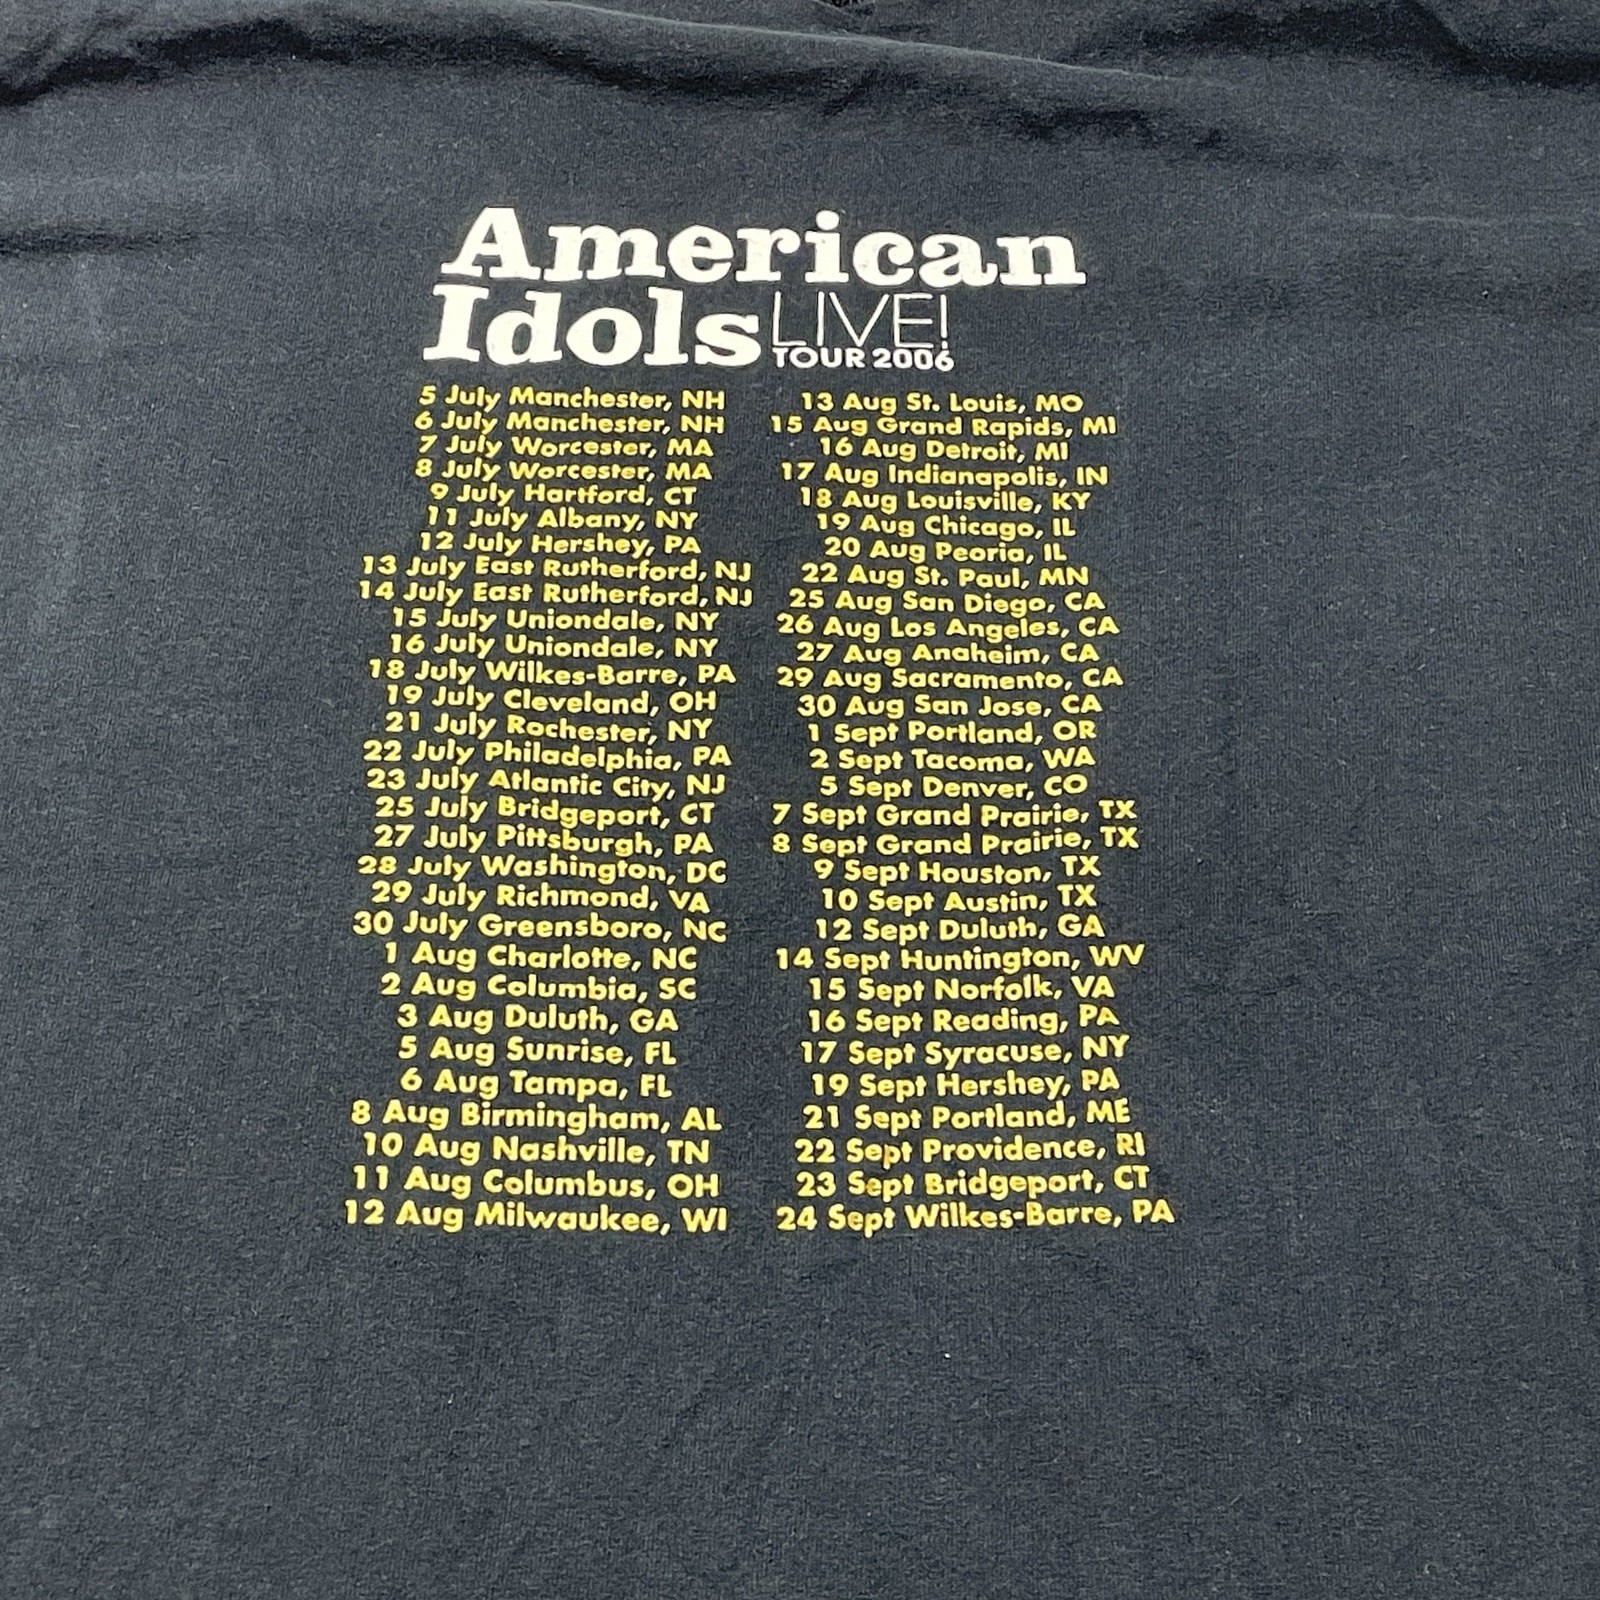 American
Idols LIVE!
TOUR 2006
5 July Manchester, NH
6 July Manchester, NH
7 July Worcester, MA
8 July Worcester, MA
9 July Hartford, CT
11 July Albany, NY
12 July Hershey, PA
13 July East Rutherford, NJ
14 July East Rutherford, NJ
15 July Uniondale, NY
16 July Uniondale, NY
18 July Wilkes-Barre, PA
19 July Cleveland, OH
21 July Rochester, NY
22 July Philadelphia, PA
23 July Atlantic City, NJ
25 July Bridgeport, CT
27 July Pittsburgh, PA
28 July Washington, DC
29 July Richmond, VA
30 July Greensboro, NC
1 Aug Charlotte, NC
2 Aug Columbia, SC
3 Aug Duluth, GA
5 Aug Sunrise, FL
6 Aug Tampa, FL
8 Aug Birmingham, AL
10 Aug Nashville, TN
11 Aug Columbus, OH
12 Aug Milwaukee, WI
13 Aug St. Louis, MO
15 Aug Grand Rapids, MI
16 Aug Detroit, MI
17 Aug Indianapolis, IN
18 Aug Louisville, KY
19 Aug Chicago, IL
20 Aug Peoria, IL
22 Aug St. Paul, MN
25 Aug San Diego, CA
26 Aug Los Angeles, CA
27 Aug Anaheim, CA
29 Aug Sacramento, CA
30 Aug San Jose, CA
1 Sept Portland, OR
2 Sept Tacoma, WA
5 Sept Denver, CO
7 Sept Grand Prairie, TX
8 Sept Grand Prairie, TX
9 Sept Houston, TX
10 Sept Austin, TX
12 Sept Duluth, GA
14 Sept Huntington, WV
15 Sept Norfolk, VA
16 Sept Reading, PA
17 Sept Syracuse, NY
19 Sept Hershey, PA
21 Sept Portland, ME
22 Sept Providence, RI
23 Sept Bridgeport, CT
24 Sept Wilkes-Barre, PA